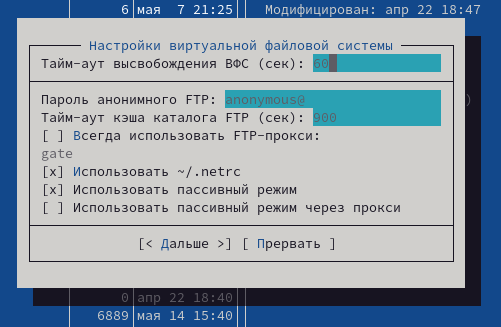 6 мая  7 21:25 Модифицирован: апр 22 18:47
Настройки виртуальной файловой системы
Тайм-аут высвобождения ВФС (сек): 60
Пароль анонимного FTP: anonymous@ )
Тайм-аут кэша каталога FTP (сек): 900
[ ] Всегда использовать FTP-прокси:
gate
[x] Использовать ~/.netrc
[x] Использовать пассивный режим
[ ] Использовать пассивный режим через прокси
[< Дальше >] [ Прервать ]
0 апр 22 18:40
6889 мая 14 15:40